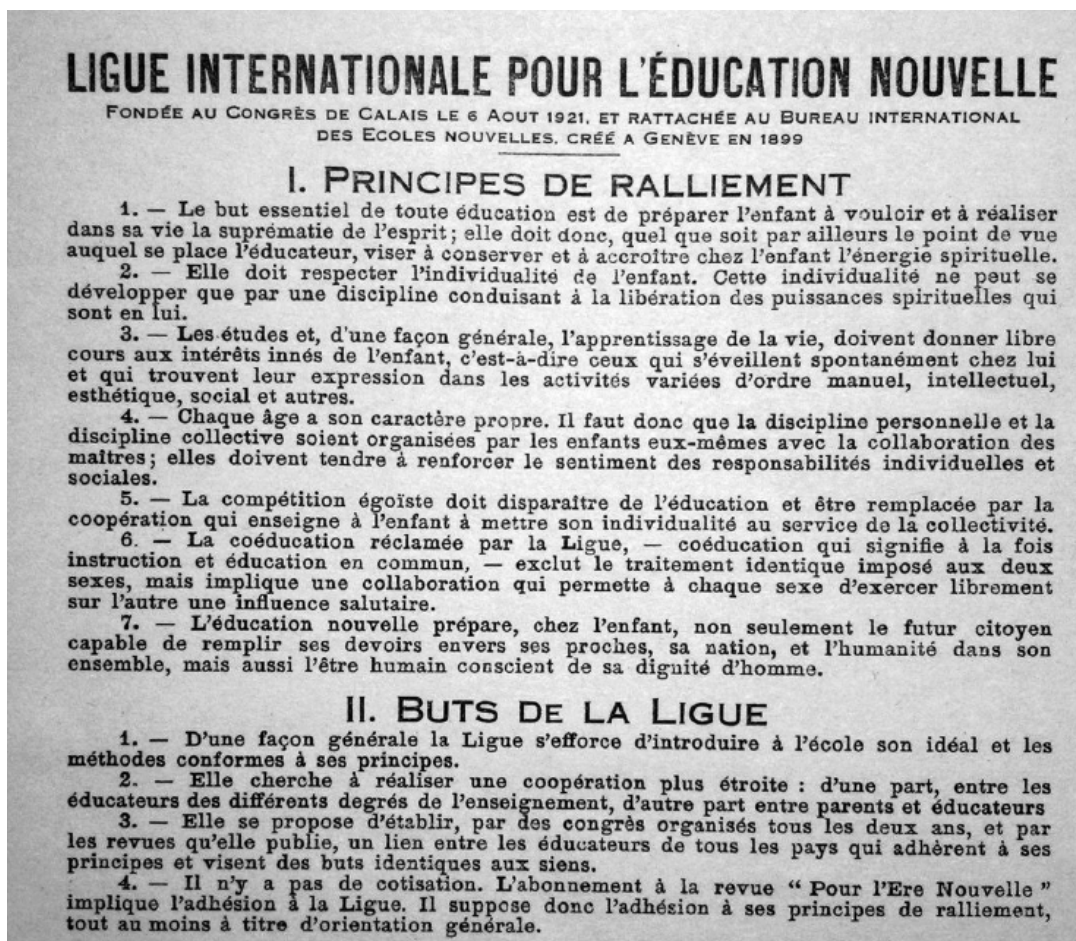 LIGUE INTERNATIONALE POUR L'ÉDUCATION NOUVELLE
FONDÉE AU CONGRÈS DE CALAIS LE 6 AOUT 1921, ET RATTACHÉE AU BUREAU INTERNATIONAL
DES ECOLES NOUVELLES, CRÉÉ A GENÈVE EN 1899
I. PRINCIPES DE RALLIEMENT
1. — Le but essentiel de toute éducation est de préparer l'enfant à vouloir et à réaliser
dans sa vie la suprématie de l'esprit; elle doit donc, quel que soit par ailleurs le point de vue
auquel se place l'éducateur, viser à conserver et à accroître chez l'enfant l'énergie spirituelle.
2. — Elle doit respecter l'individualité de l'enfant. Cette individualité ne peut se
développer que par une discipline conduisant à la libération des puissances spirituelles qui
sont en lui.
3. — Les études et, d'une façon générale, l'apprentissage de la vie, doivent donner libre
cours aux intérêts innés de l'enfant, c'est-à-dire ceux qui s'éveillent spontanément chez lui
et qui trouvent leur expression dans les activités variées d'ordre manuel, intellectuel,
esthétique, social et autres.
4. — Chaque âge a son caractère propre. Il faut donc que la discipline personnelle et la
discipline collective soient organisées par les enfants eux-mêmes avec la collaboration des
maîtres; elles doivent tendre à renforcer le sentiment des responsabilités individuelles et
sociales.
5. — La compétition égoïste doit disparaître de l'éducation et être remplacée par la
coopération qui enseigne à l'enfant à mettre son individualité au service de la collectivité.
6. — La coéducation réclamée par la Ligue, — coéducation qui signifie à la fois
instruction et éducation en commun, — exclut le traitement identique imposé aux deux
sexes, mais implique une collaboration qui permette à chaque sexe d'exercer librement
sur l'autre une influence salutaire.
7. — L'éducation nouvelle prépare, chez l'enfant, non seulement le futur citoyen
capable de remplir ses devoirs envers ses proches, sa nation, et l'humanité dans son
ensemble, mais aussi l'être humain conscient de sa dignité d'homme.
II. BUTS DE LA LIGUE
1. — D'une façon générale la Ligue s'efforce d'introduire à l'école son idéal et les
méthodes conformes à ses principes.
2. — Elle cherche à réaliser une coopération plus étroite : d'une part, entre les
éducateurs des différents degrés de l'enseignement, d'autre part entre parents et éducateurs
3. — Elle se propose d'établir, par des congrès organisés tous les deux ans, et par
les revues qu'elle publie, un lien entre les éducateurs de tous les pays qui adhèrent à ses
principes et visent des buts identiques aux siens.
4. — Il n'y a pas de cotisation. L'abonnement à la revue “ Pour l'Ere Nouvelle ”
implique l'adhésion à la Ligue. Il suppose donc l'adhésion à ses principes de ralliement,
tout au moins à titre d'orientation générale.